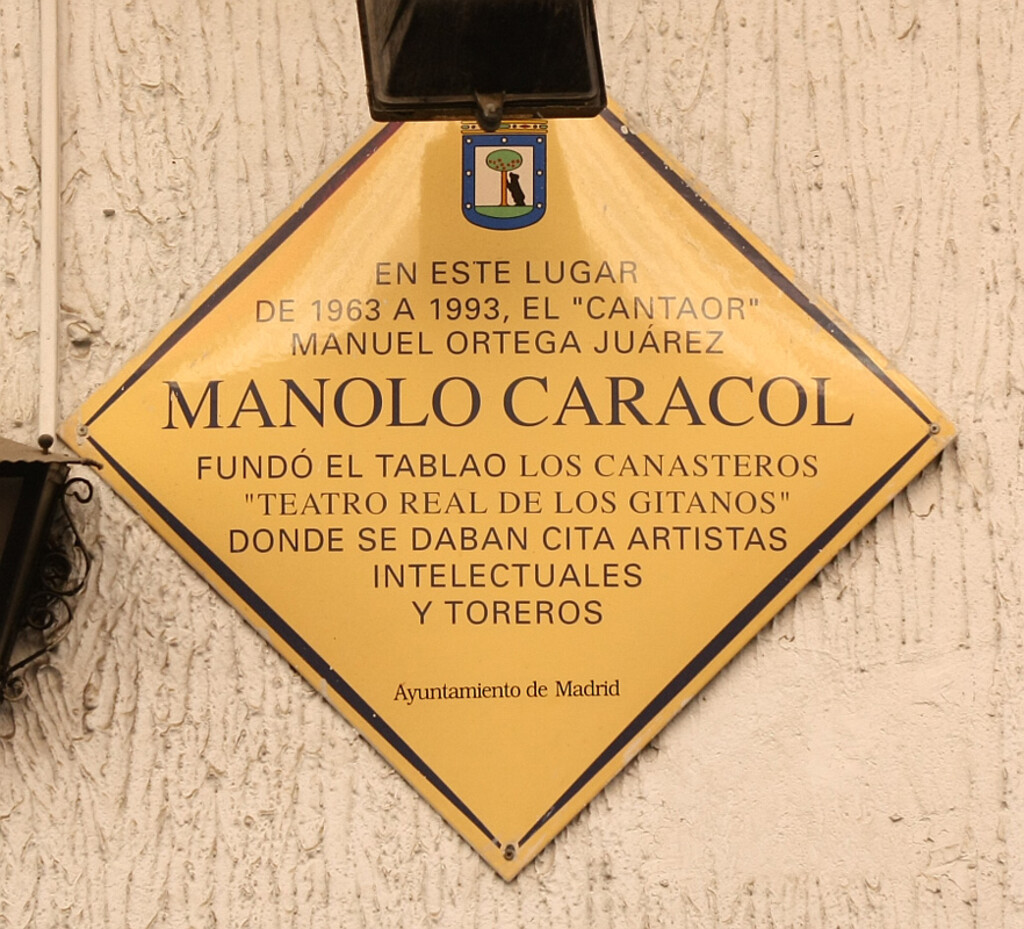 EN ESTE LUGAR
DE 1963 A 1993, EL "CANTAOR"
MANUEL ORTEGA JUÁREZ
MANOLO CARACOL
FUNDÓ EL TABLAO LOS CANASTEROS
"TEATRO REAL DE LOS GITANOS"
DONDE SE DABAN CITA ARTISTAS
INTELECTUALES
Y TOREROS
Ayuntamiento de Madrid